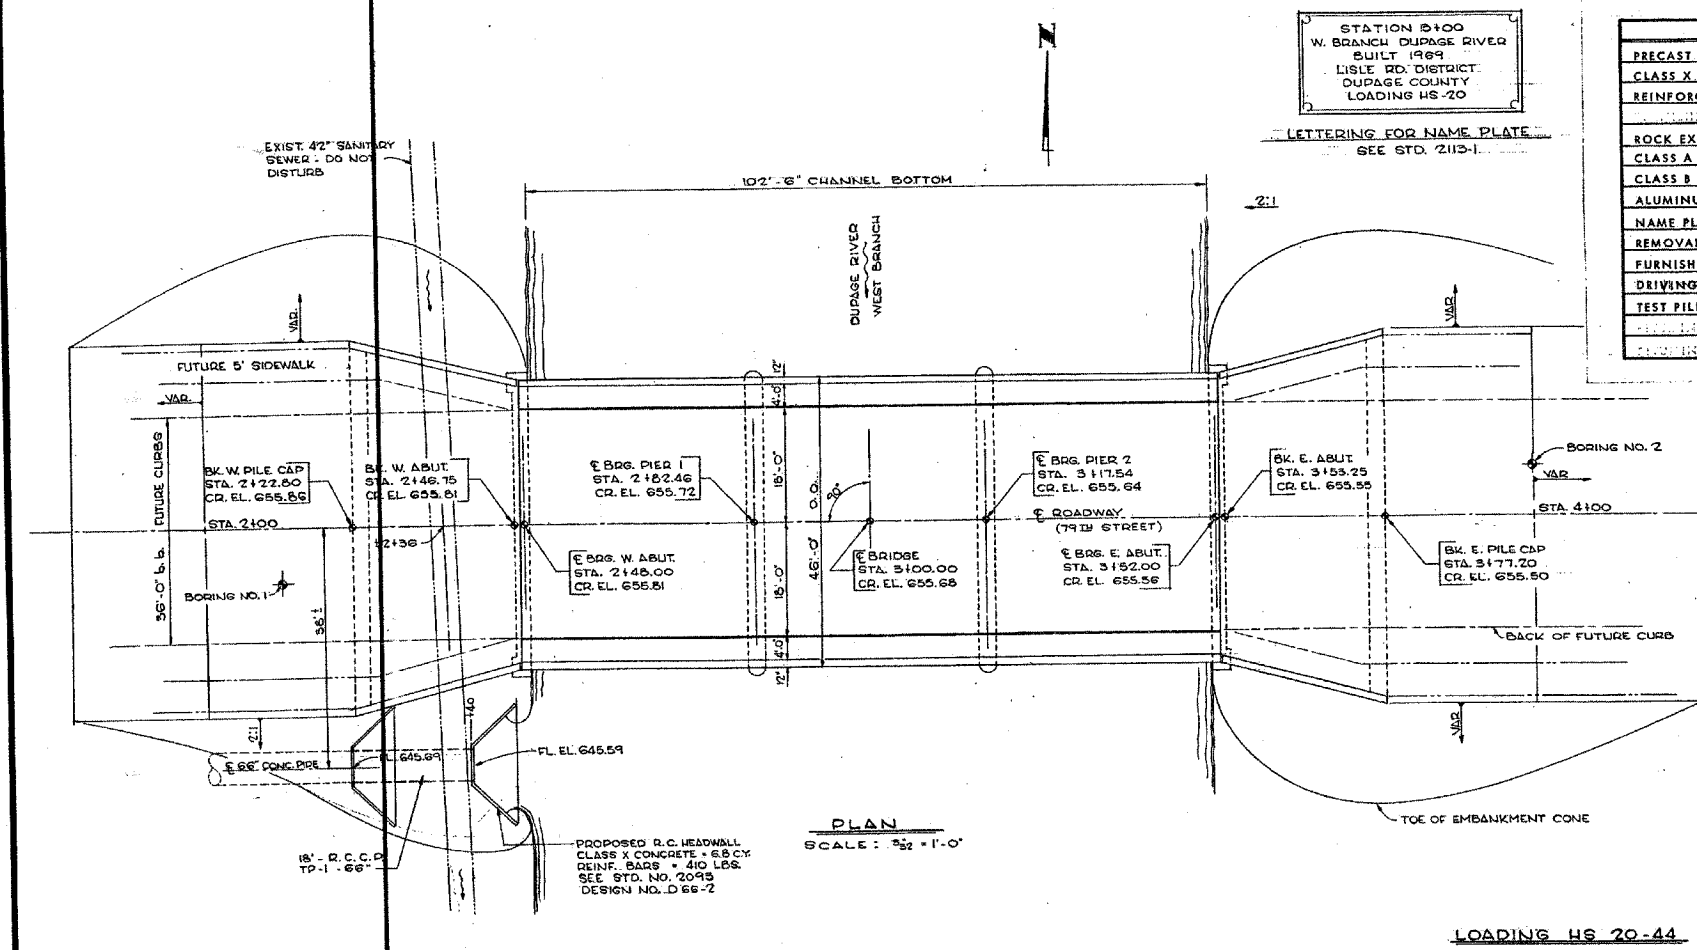 STATION 3+00
W. BRANCH DUPAGE RIVER
BUILT 1969
LISLE RD. DISTRICT
DUPAGE COUNTY
LOADING HS-20
LETTERING FOR NAME PLATE
SEE STD. 2113-1
N
PRECAST
CLASS X
REINFOR
ROCK EX
CLASS A
CLASS B
ALUMINU
NAME PL
REMOVA
FURNISH
DRIVING
TEST PIL
EXIST. 42" SANITARY
SEWER - DO NOT
DISTURB
102'-6" CHANNEL BOTTOM
2:1
DUPAGE RIVER
WEST BRANCH
VAR.
VAR
FUTURE 5' SIDEWALK
VAR.
12"
4'-0"
36'-0" b. b. FUTURE CURBS
BK. W. PILE CAP
STA. 2+22.80
CR. EL. 655.86
BK. W. ABUT.
STA. 2+46.75
CR. EL. 655.81
℄ BRG. PIER 1
STA. 2+82.46
CR. EL. 655.72
18'-0"
46'-0" O.O.
90°
℄ BRG. PIER 2
STA. 3+17.54
CR. EL. 655.64
BK. E. ABUT.
STA. 3+53.25
CR. EL. 655.55
BORING NO. 2
VAR
STA. 2+00
℄ ROADWAY
(79TH STREET)
STA. 4+00
2+36
℄ BRG. W. ABUT.
STA. 2+48.00
CR. EL. 655.81
18'-0"
℄ BRIDGE
STA. 3+00.00
CR. EL. 655.68
℄ BRG. E. ABUT.
STA. 3+52.00
CR. EL. 655.56
BK. E. PILE CAP
STA. 3+77.20
CR. EL. 655.50
BORING NO. 1
38'±
BACK OF FUTURE CURB
4'-0"
12"
2:1
+40
VAR
℄ 66" CONC. PIPE
FL. 645.69
FL. EL. 645.59
PLAN
SCALE: 3/32" = 1'-0"
TOE OF EMBANKMENT CONE
18' - R.C.C.P.
TP-1 - 66"
PROPOSED R.C. HEADWALL
CLASS X CONCRETE = 6.8 C.Y.
REINF. BARS = 410 LBS.
SEE STD. NO. 2093
DESIGN NO. D 66-2
LOADING HS 20-44